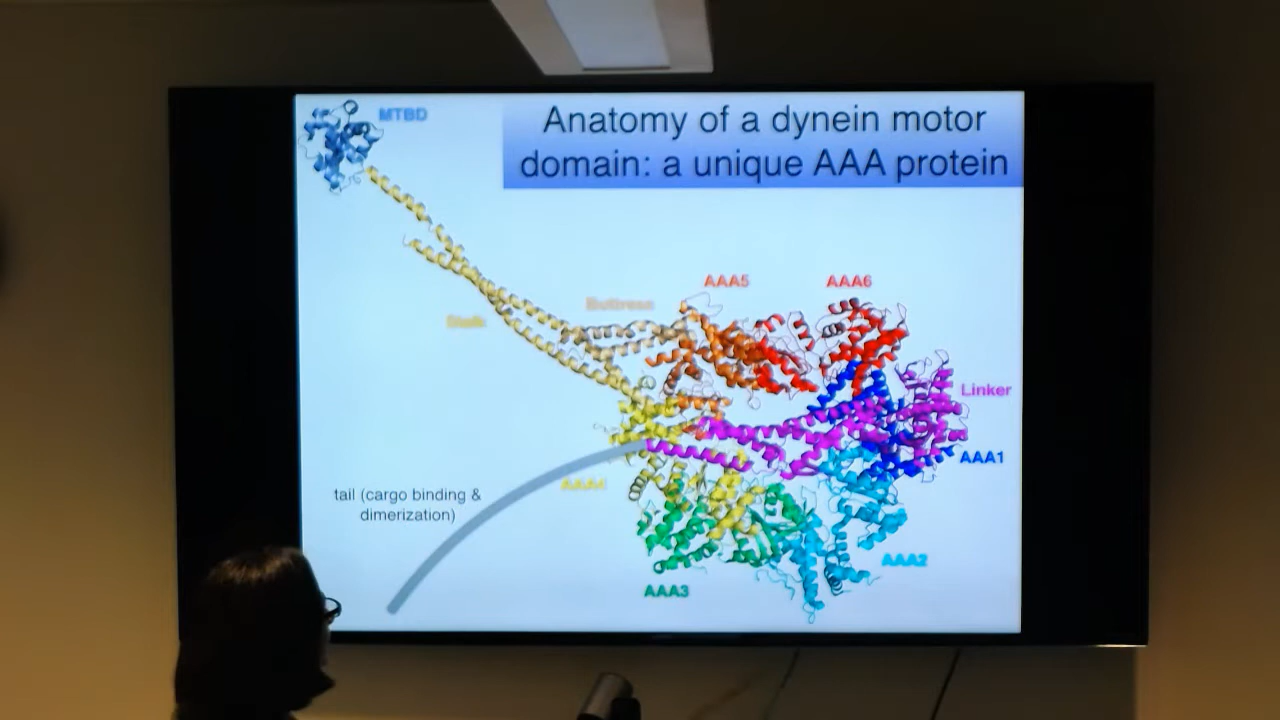 MTBD
Anatomy of a dynein motor
domain: a unique AAA protein
AAA5
AAA6
Buttress
Stalk
Linker
AAA1
AAA4
tail (cargo binding &
dimerization)
AAA2
AAA3